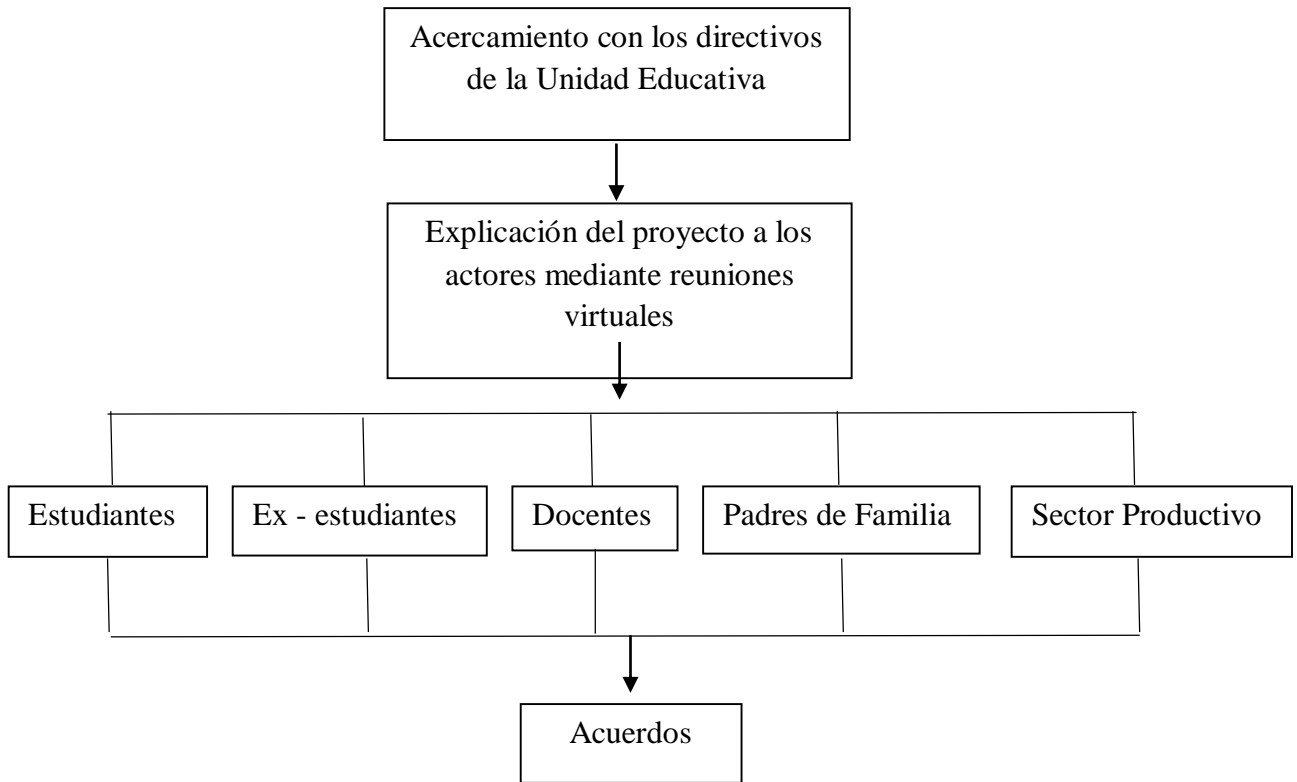 Acercamiento con los directivos
de la Unidad Educativa
Explicación del proyecto a los
actores mediante reuniones
virtuales
Estudiantes
Ex - estudiantes
Docentes
Padres de Familia
Sector Productivo
Acuerdos